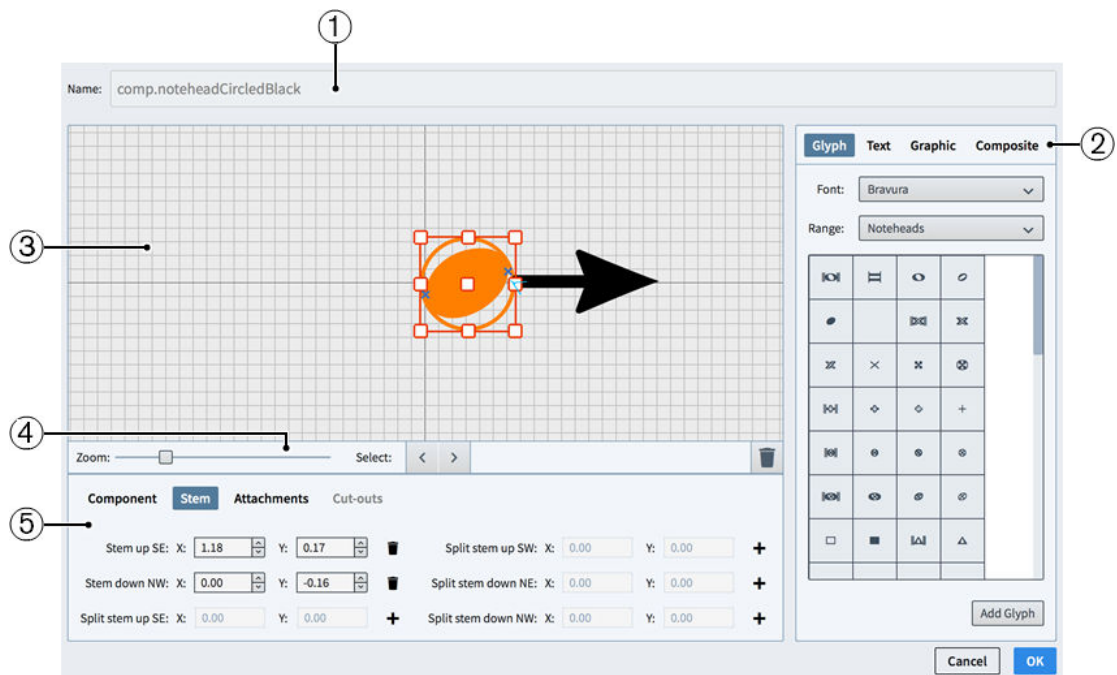 ①
Name: comp.noteheadCircledBlack
Glyph Text Graphic Composite ②
Font: Bravura
Range: Noteheads
③
④
Zoom: Select: < >
Component Stem Attachments Cut-outs
⑤
Stem up SE: X: 1.18 Y: 0.17 Split stem up SW: X: 0.00 Y: 0.00 +
Stem down NW: X: 0.00 Y: -0.16 Split stem down NE: X: 0.00 Y: 0.00 +
Split stem up SE: X: 0.00 Y: 0.00 + Split stem down NW: X: 0.00 Y: 0.00 +
Add Glyph
Cancel OK